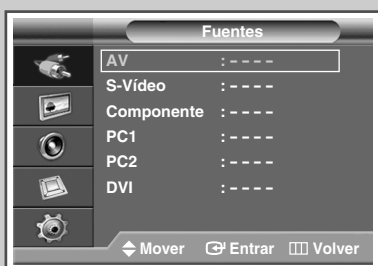 Fuentes
AV : - - - -
S-Vídeo : - - - -
Componente : - - - -
PC1 : - - - -
PC2 : - - - -
DVI : - - - -
Mover Entrar Volver